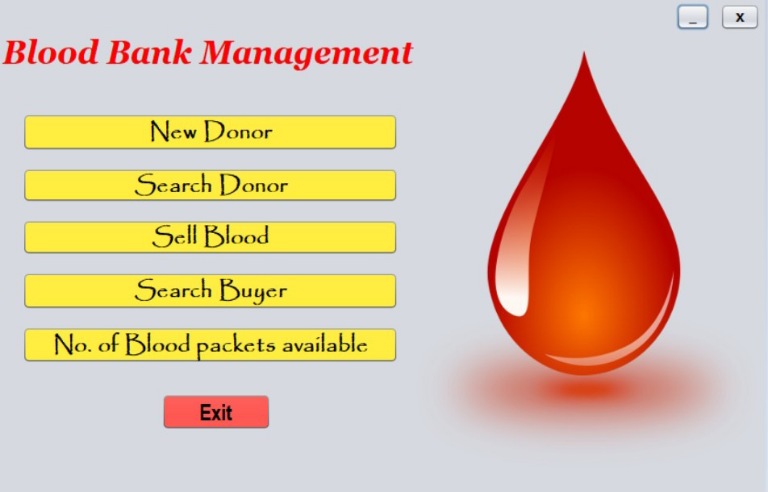 _ x
Blood Bank Management
New Donor
Search Donor
Sell Blood
Search Buyer
No. of Blood packets available
Exit